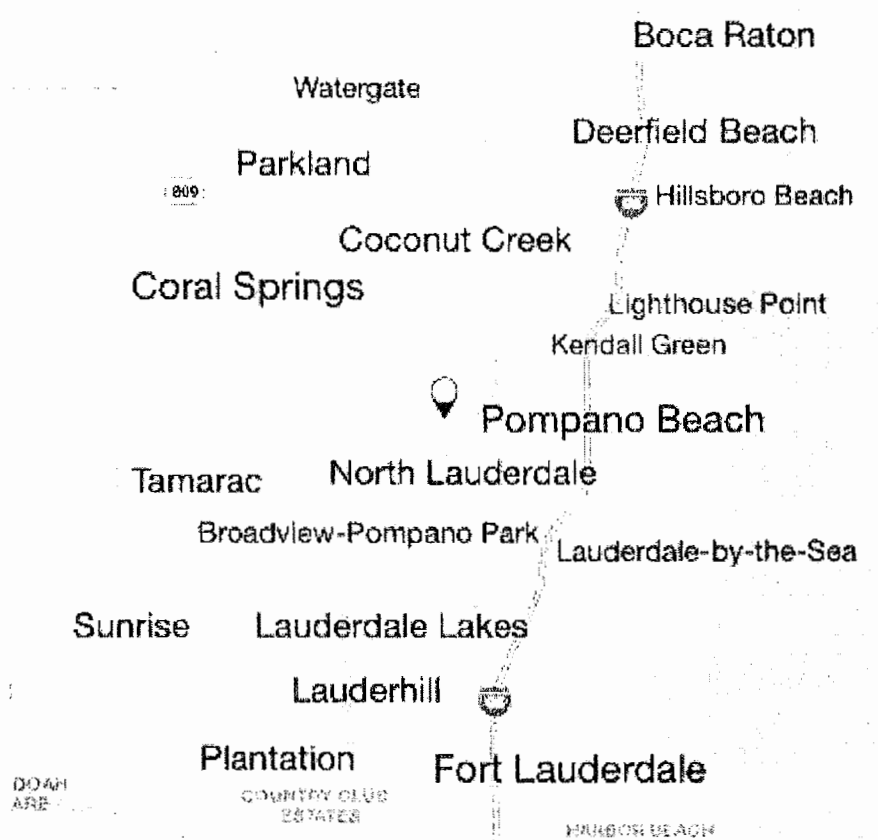 Boca Raton
Watergate
Deerfield Beach
Parkland
809
Hillsboro Beach
Coconut Creek
Coral Springs
Lighthouse Point
Kendall Green
Pompano Beach
North Lauderdale
Tamarac
Broadview-Pompano Park
Lauderdale-by-the-Sea
Sunrise
Lauderdale Lakes
Lauderhill
Plantation
Fort Lauderdale
COUNTRY CLUB
ESTATES
HARBOR BEACH